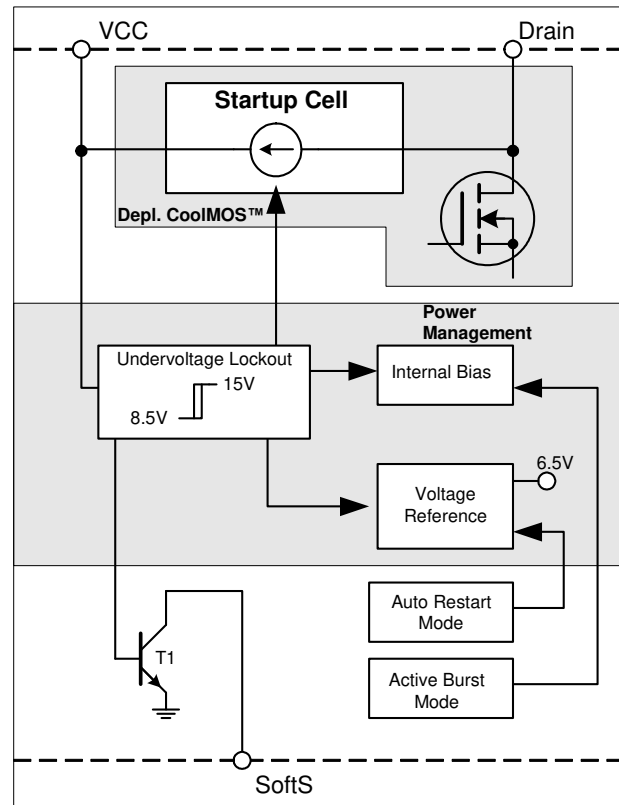 VCC
Drain
Startup Cell
Depl. CoolMOS™
Power
Management
Undervoltage Lockout
15V
8.5V
Internal Bias
6.5V
Voltage
Reference
Auto Restart
Mode
T1
Active Burst
Mode
SoftS